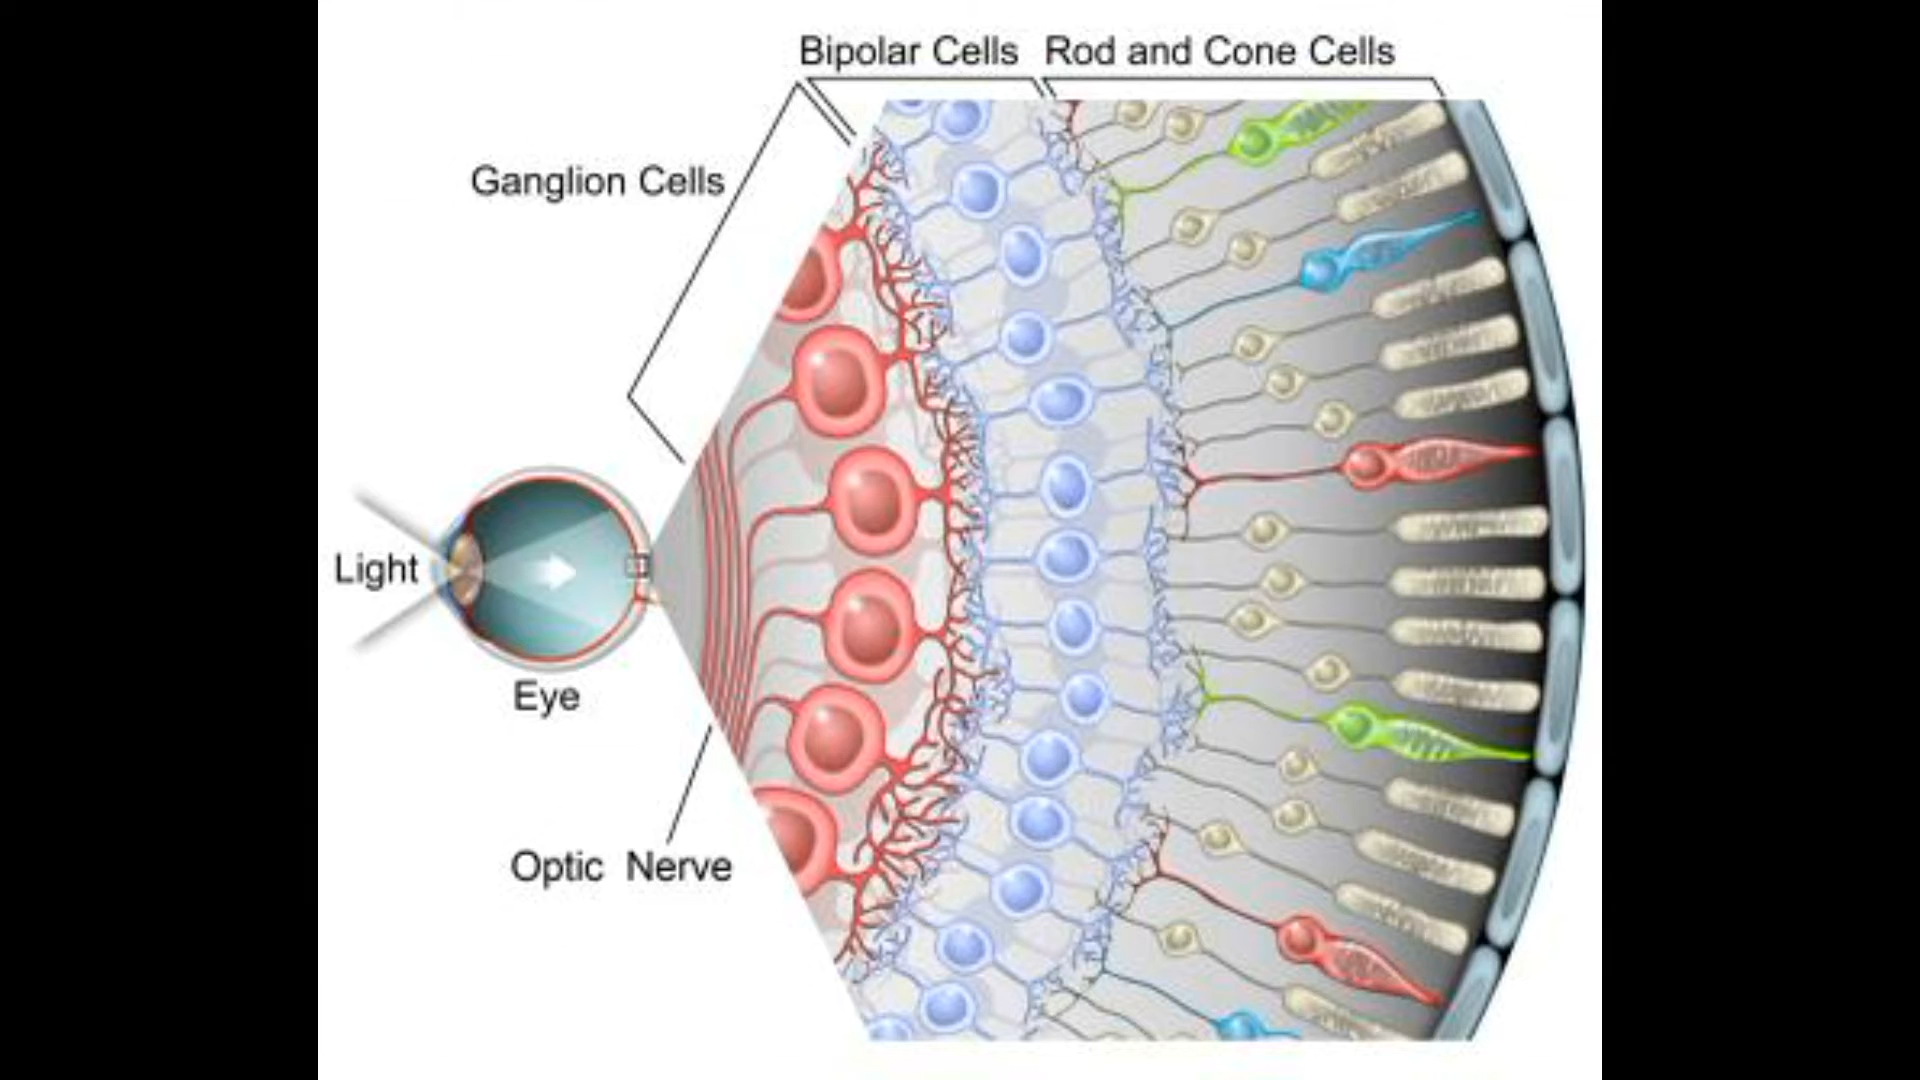 Bipolar Cells
Rod and Cone Cells
Ganglion Cells
Light
Eye
Optic Nerve